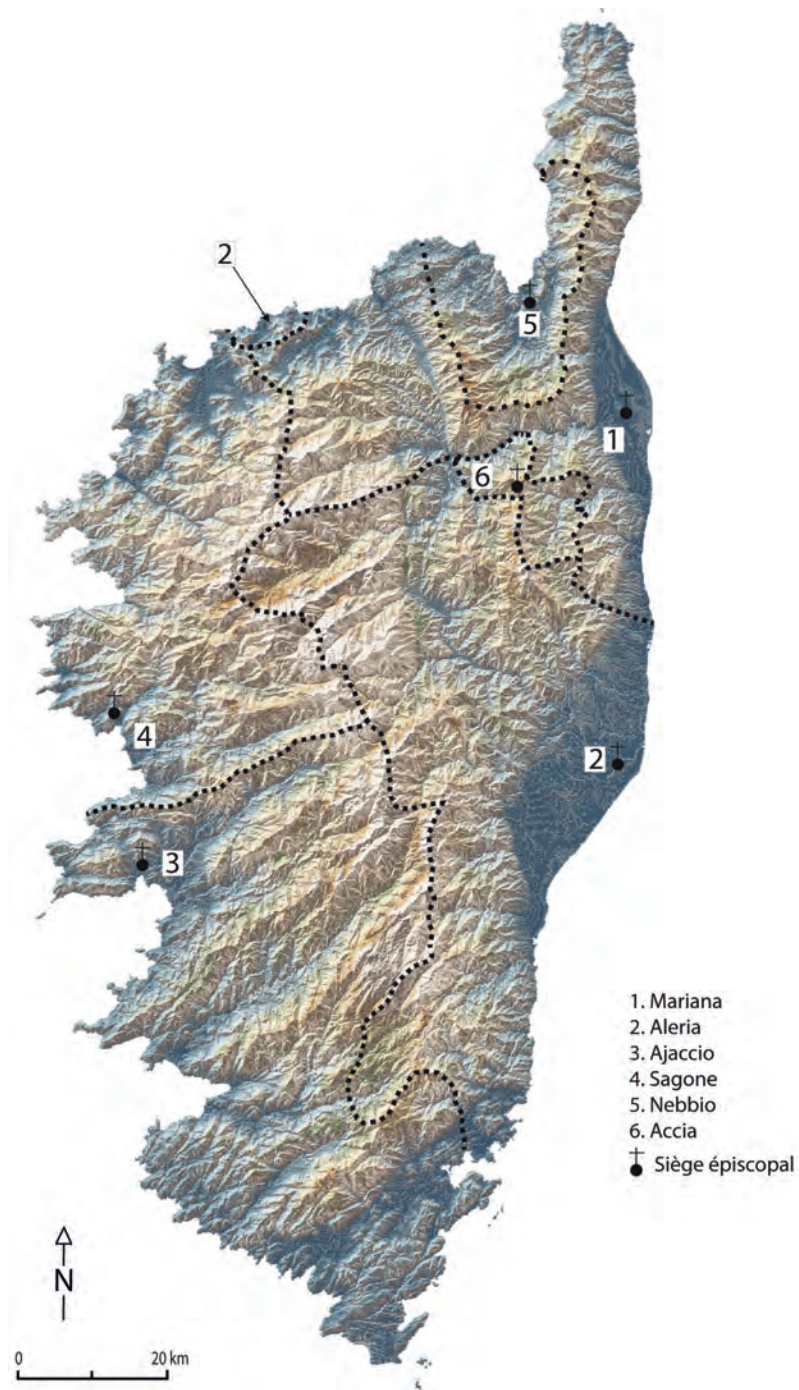 2
5
1
6
4
2
3
1. Mariana
2. Aleria
3. Ajaccio
4. Sagone
5. Nebbio
6. Accia
Siège épiscopal
N
0 20 km